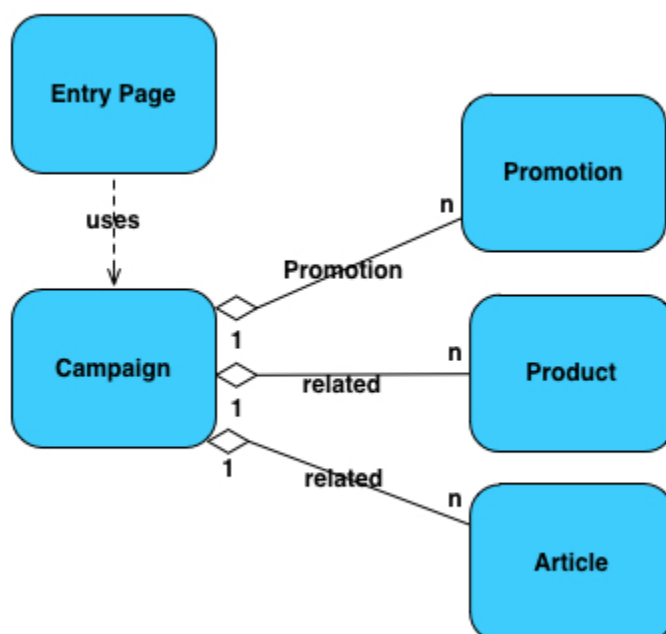 Entry Page
uses
Campaign
Promotion
1
n
Promotion
related
1
n
Product
related
1
n
Article